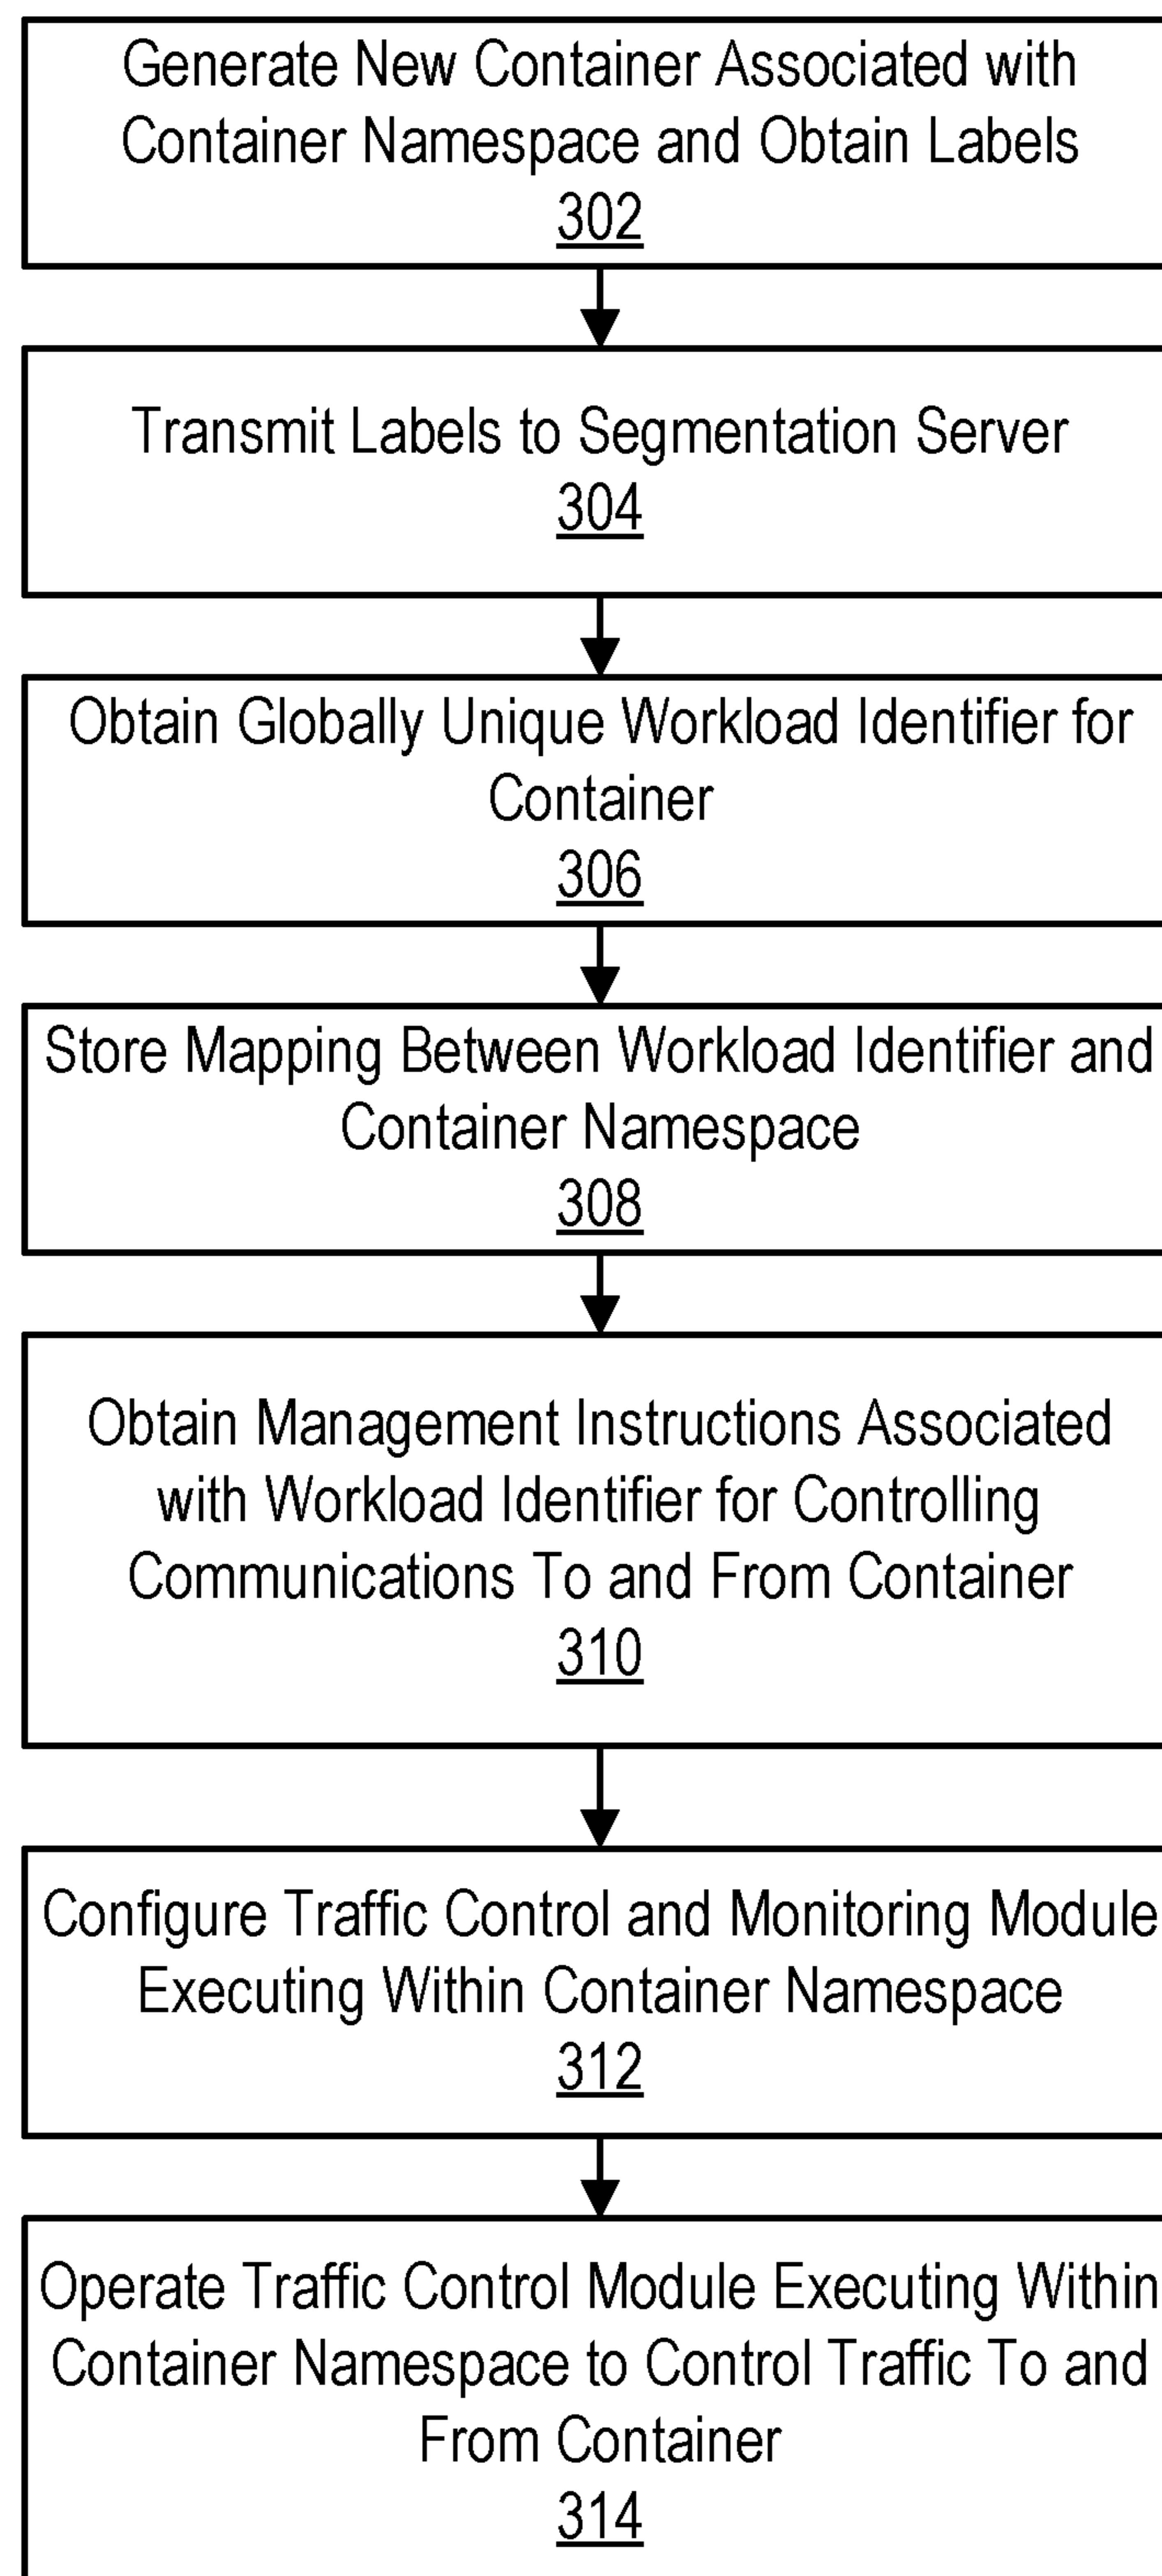 Generate New Container Associated with
Container Namespace and Obtain Labels
302
Transmit Labels to Segmentation Server
304
Obtain Globally Unique Workload Identifier for
Container
306
Store Mapping Between Workload Identifier and
Container Namespace
308
Obtain Management Instructions Associated
with Workload Identifier for Controlling
Communications To and From Container
310
Configure Traffic Control and Monitoring Module
Executing Within Container Namespace
312
Operate Traffic Control Module Executing Within
Container Namespace to Control Traffic To and
From Container
314